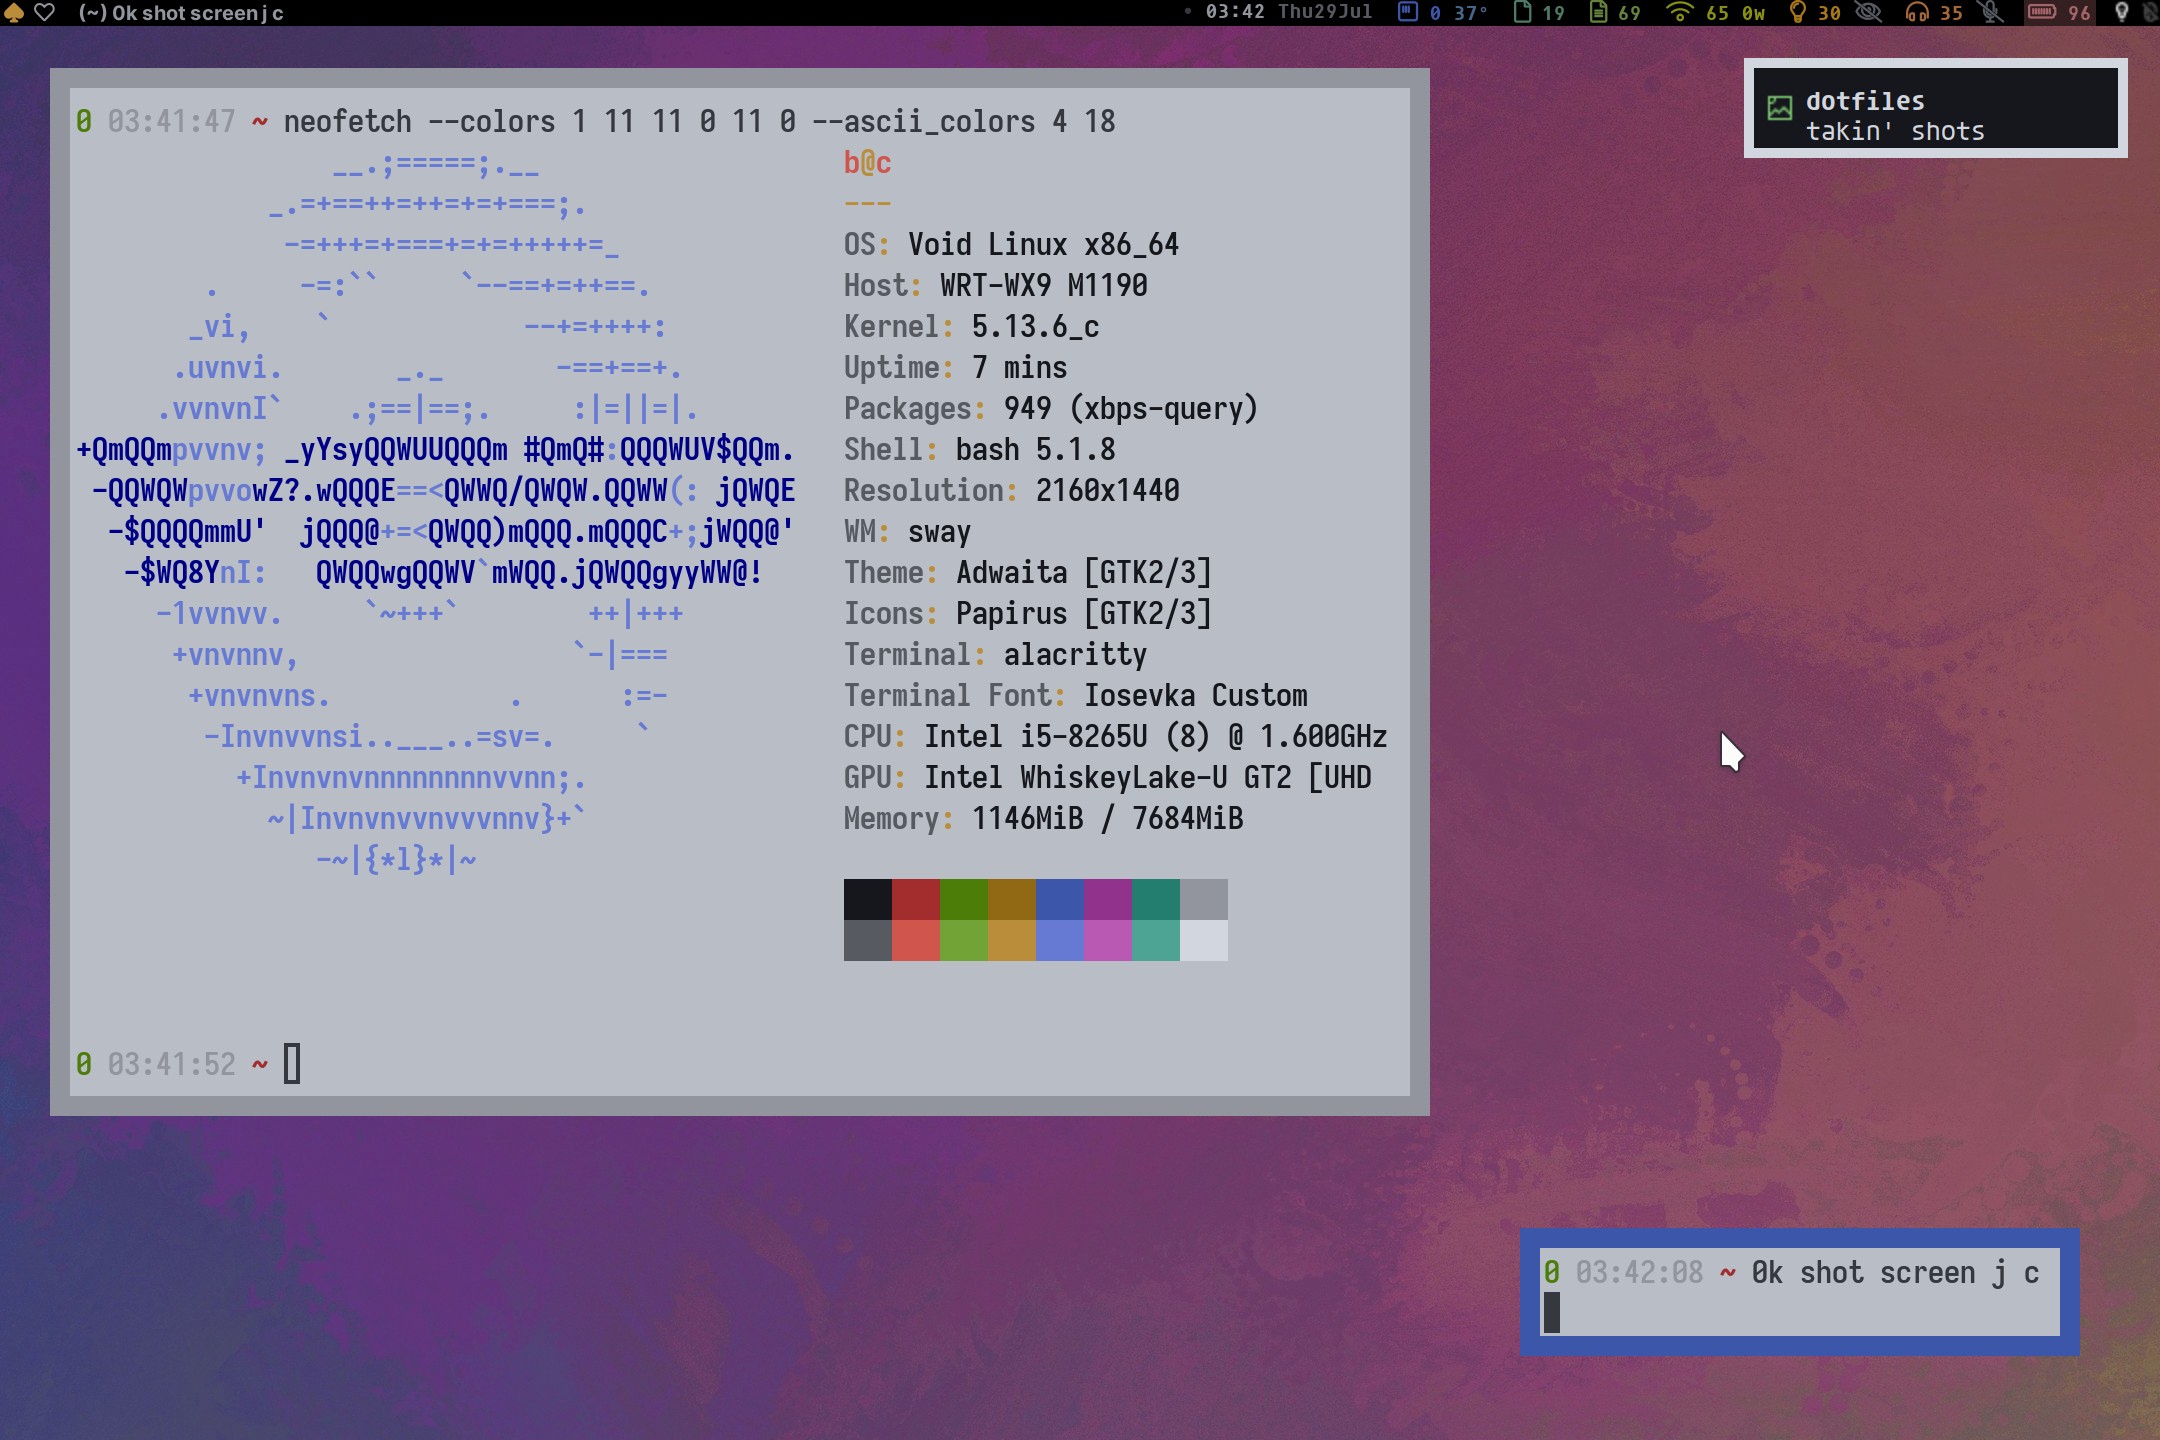 (~) 0k shot screen j c
03:42 Thu29Jul 0 37° 19 69 65 0w 30 35 96
dotfiles
takin' shots
0 03:41:47 ~ neofetch --colors 1 11 11 0 11 0 --ascii_colors 4 18
__.;=====;.__
_.=+==++=++=+=+===;.
-=+++=+===+=+=+++++=_
. -=:`` `--==+=++==.
_vi, ` --+=++++:
.uvnvi. _._ -==+==+.
.vvnvnI` .;==|==;. :|=||=|.
+QmQQmpvvnv; _yYsyQQWUUQQQm #QmQ#:QQQWUV$QQm.
-QQWQWpvvowZ?.wQQQE==<QWWQ/QWQW.QQWW(: jQWQE
-$QQQQmmU' jQQQ@+=<QWQQ)mQQQ.mQQQC+;jWQQ@'
-$WQ8YnI: QWQQwgQQWV`mWQQ.jQWQQgyyWW@!
-1vvnvv. `~+++` ++|+++
+vnvnnv, `-|===
+vnvnvns. . :=-
-Invnvvnsi..___..=sv=. `
+Invnvnvnnnnnnnnvvnn;.
~|Invnvnvvnvvvnnv}+`
-~|{*l}*|~
b@c
---
OS: Void Linux x86_64
Host: WRT-WX9 M1190
Kernel: 5.13.6_c
Uptime: 7 mins
Packages: 949 (xbps-query)
Shell: bash 5.1.8
Resolution: 2160x1440
WM: sway
Theme: Adwaita [GTK2/3]
Icons: Papirus [GTK2/3]
Terminal: alacritty
Terminal Font: Iosevka Custom
CPU: Intel i5-8265U (8) @ 1.600GHz
GPU: Intel WhiskeyLake-U GT2 [UHD
Memory: 1146MiB / 7684MiB
0 03:41:52 ~
0 03:42:08 ~ 0k shot screen j c